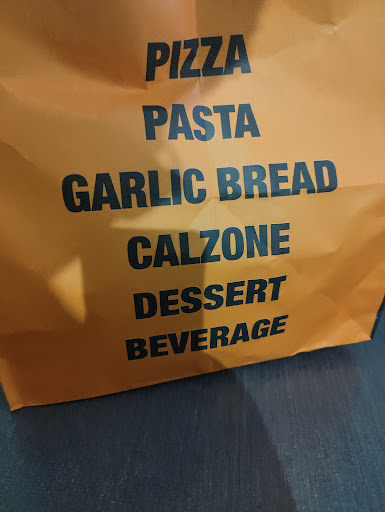 PIZZA
PASTA
GARLIC BREAD
CALZONE
DESSERT
BEVERAGE